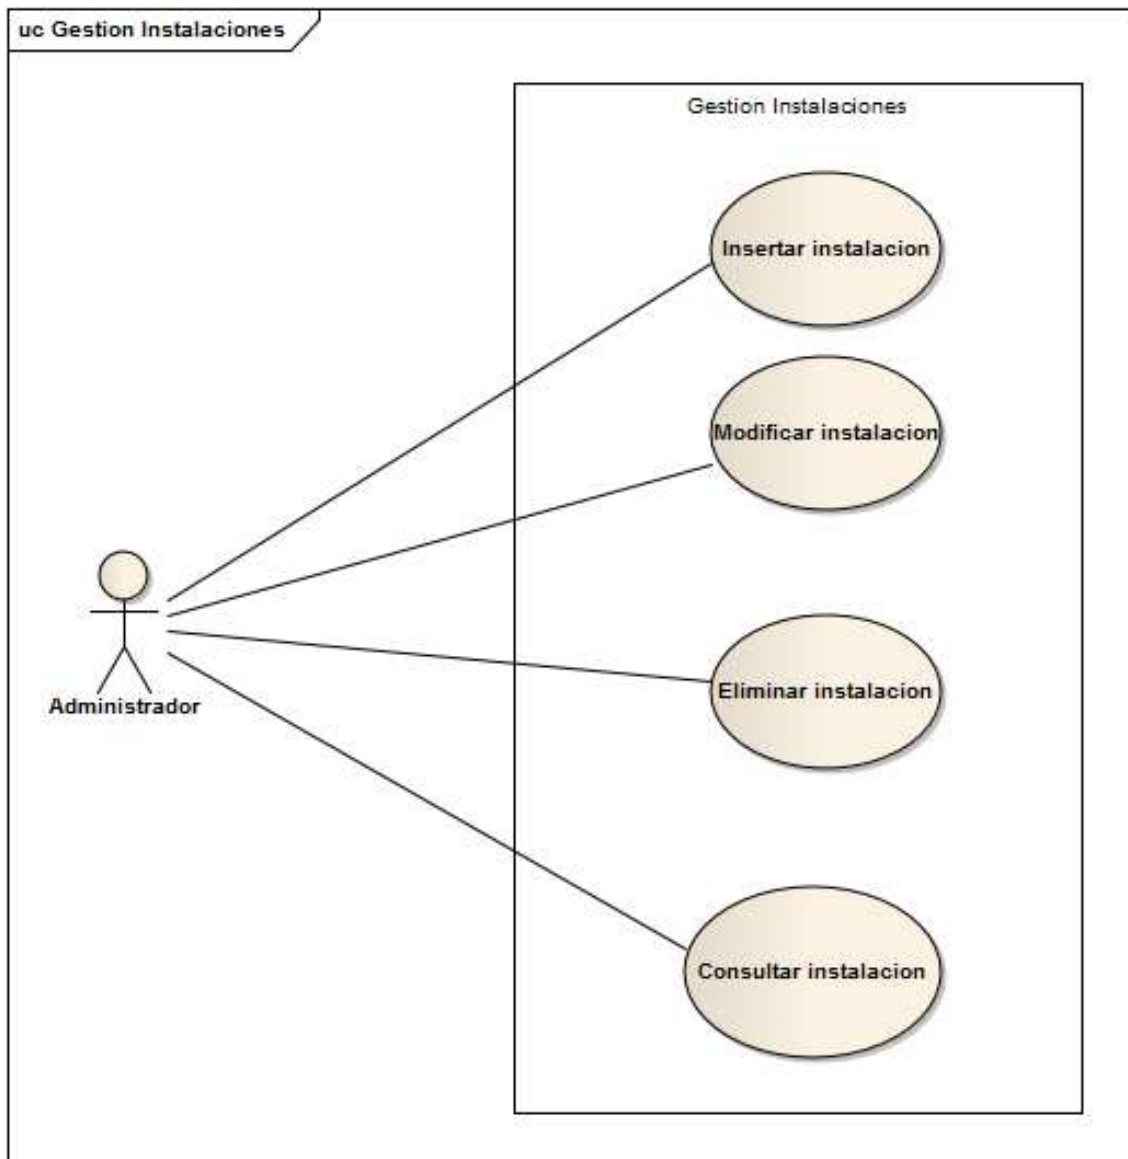 uc Gestion Instalaciones
Gestion Instalaciones
Insertar instalacion
Modificar instalacion
Administrador
Eliminar instalacion
Consultar instalacion